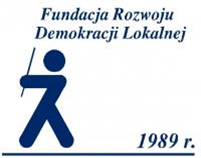 Fundacja Rozwoju
Demokracji Lokalnej
1989 r.